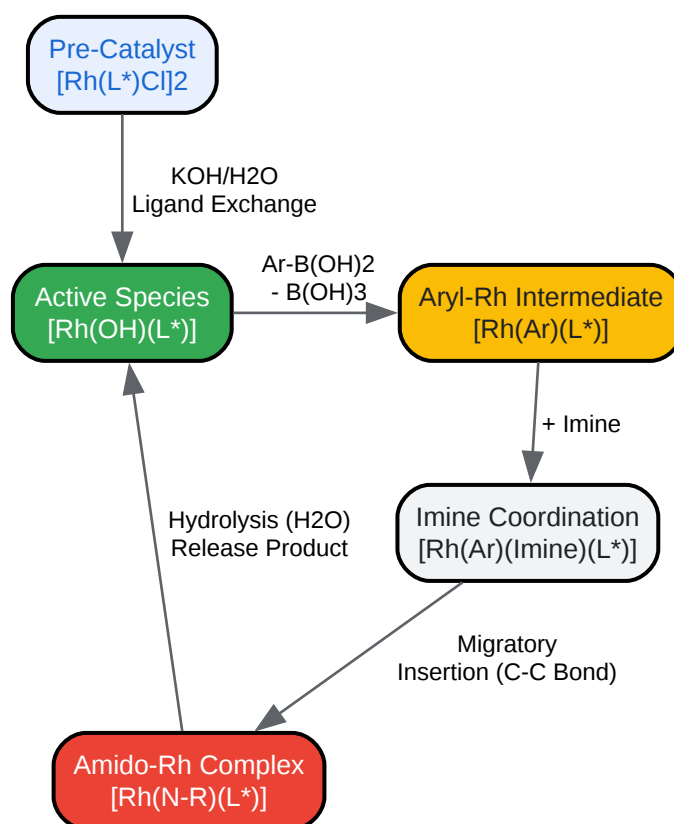 Pre-Catalyst
[Rh(L*)Cl]2
KOH/H2O
Ligand Exchange
Active Species
[Rh(OH)(L*)]
Ar-B(OH)2
- B(OH)3
Aryl-Rh Intermediate
[Rh(Ar)(L*)]
+ Imine
Imine Coordination
[Rh(Ar)(Imine)(L*)]
Hydrolysis (H2O)
Release Product
Migratory
Insertion (C-C Bond)
Amido-Rh Complex
[Rh(N-R)(L*)]